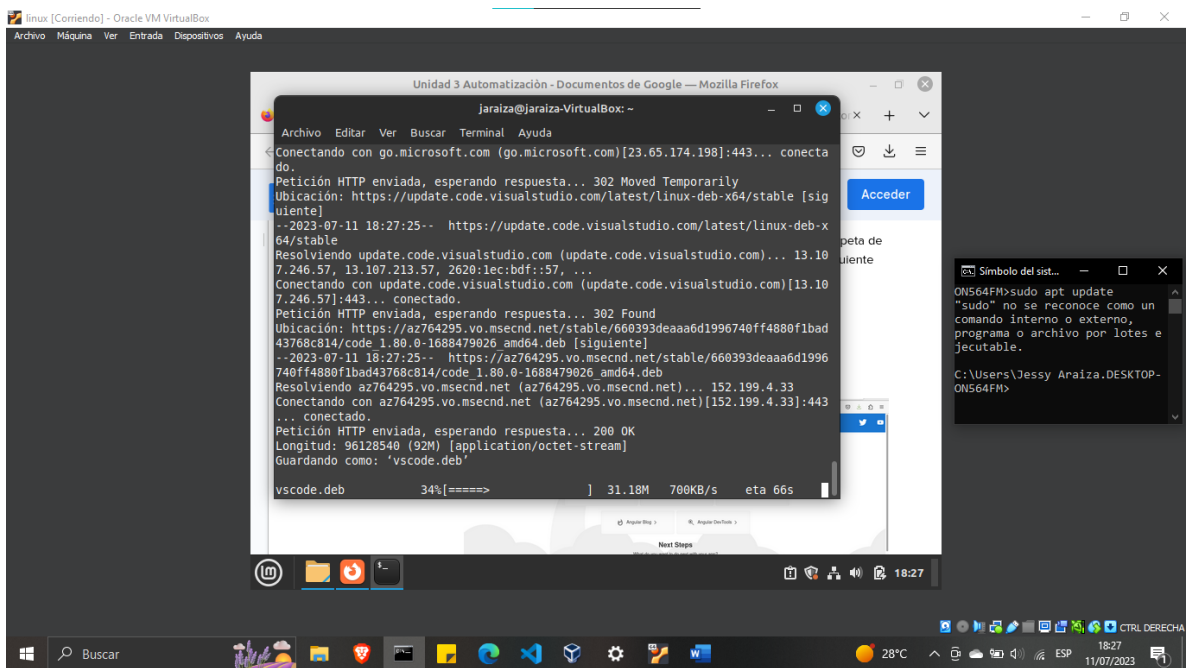 linux [Corriendo] - Oracle VM VirtualBox
Archivo Máquina Ver Entrada Dispositivos Ayuda
Unidad 3 Automatizaciòn - Documentos de Google — Mozilla Firefox
jaraiza@jaraiza-VirtualBox: ~
Archivo Editar Ver Buscar Terminal Ayuda
Conectando con go.microsoft.com (go.microsoft.com)[23.65.174.198]:443... conecta
do.
Petición HTTP enviada, esperando respuesta... 302 Moved Temporarily
Ubicación: https://update.code.visualstudio.com/latest/linux-deb-x64/stable [sig
uiente]
--2023-07-11 18:27:25-- https://update.code.visualstudio.com/latest/linux-deb-x
64/stable
Resolviendo update.code.visualstudio.com (update.code.visualstudio.com)... 13.10
7.246.57, 13.107.213.57, 2620:1ec:bdf::57, ...
Conectando con update.code.visualstudio.com (update.code.visualstudio.com)[13.10
7.246.57]:443... conectado.
Petición HTTP enviada, esperando respuesta... 302 Found
Ubicación: https://az764295.vo.msecnd.net/stable/660393deaaa6d1996740ff4880f1bad
43768c814/code_1.80.0-1688479026_amd64.deb [siguiente]
--2023-07-11 18:27:25-- https://az764295.vo.msecnd.net/stable/660393deaaa6d1996
740ff4880f1bad43768c814/code_1.80.0-1688479026_amd64.deb
Resolviendo az764295.vo.msecnd.net (az764295.vo.msecnd.net)... 152.199.4.33
Conectando con az764295.vo.msecnd.net (az764295.vo.msecnd.net)[152.199.4.33]:443
... conectado.
Petición HTTP enviada, esperando respuesta... 200 OK
Longitud: 96128540 (92M) [application/octet-stream]
Guardando como: ‘vscode.deb’
vscode.deb 34%[=====> ] 31.18M 700KB/s eta 66s
Acceder
peta de
uiente
Angular Blog >
Angular DevTools >
Next Steps
18:27
Símbolo del sist...
ON564FM>sudo apt update
"sudo" no se reconoce como un
comando interno o externo,
programa o archivo por lotes e
jecutable.
C:\Users\Jessy Araiza.DESKTOP-
ON564FM>
CTRL DERECHA
Buscar
28°C
ESP
18:27
11/07/2023